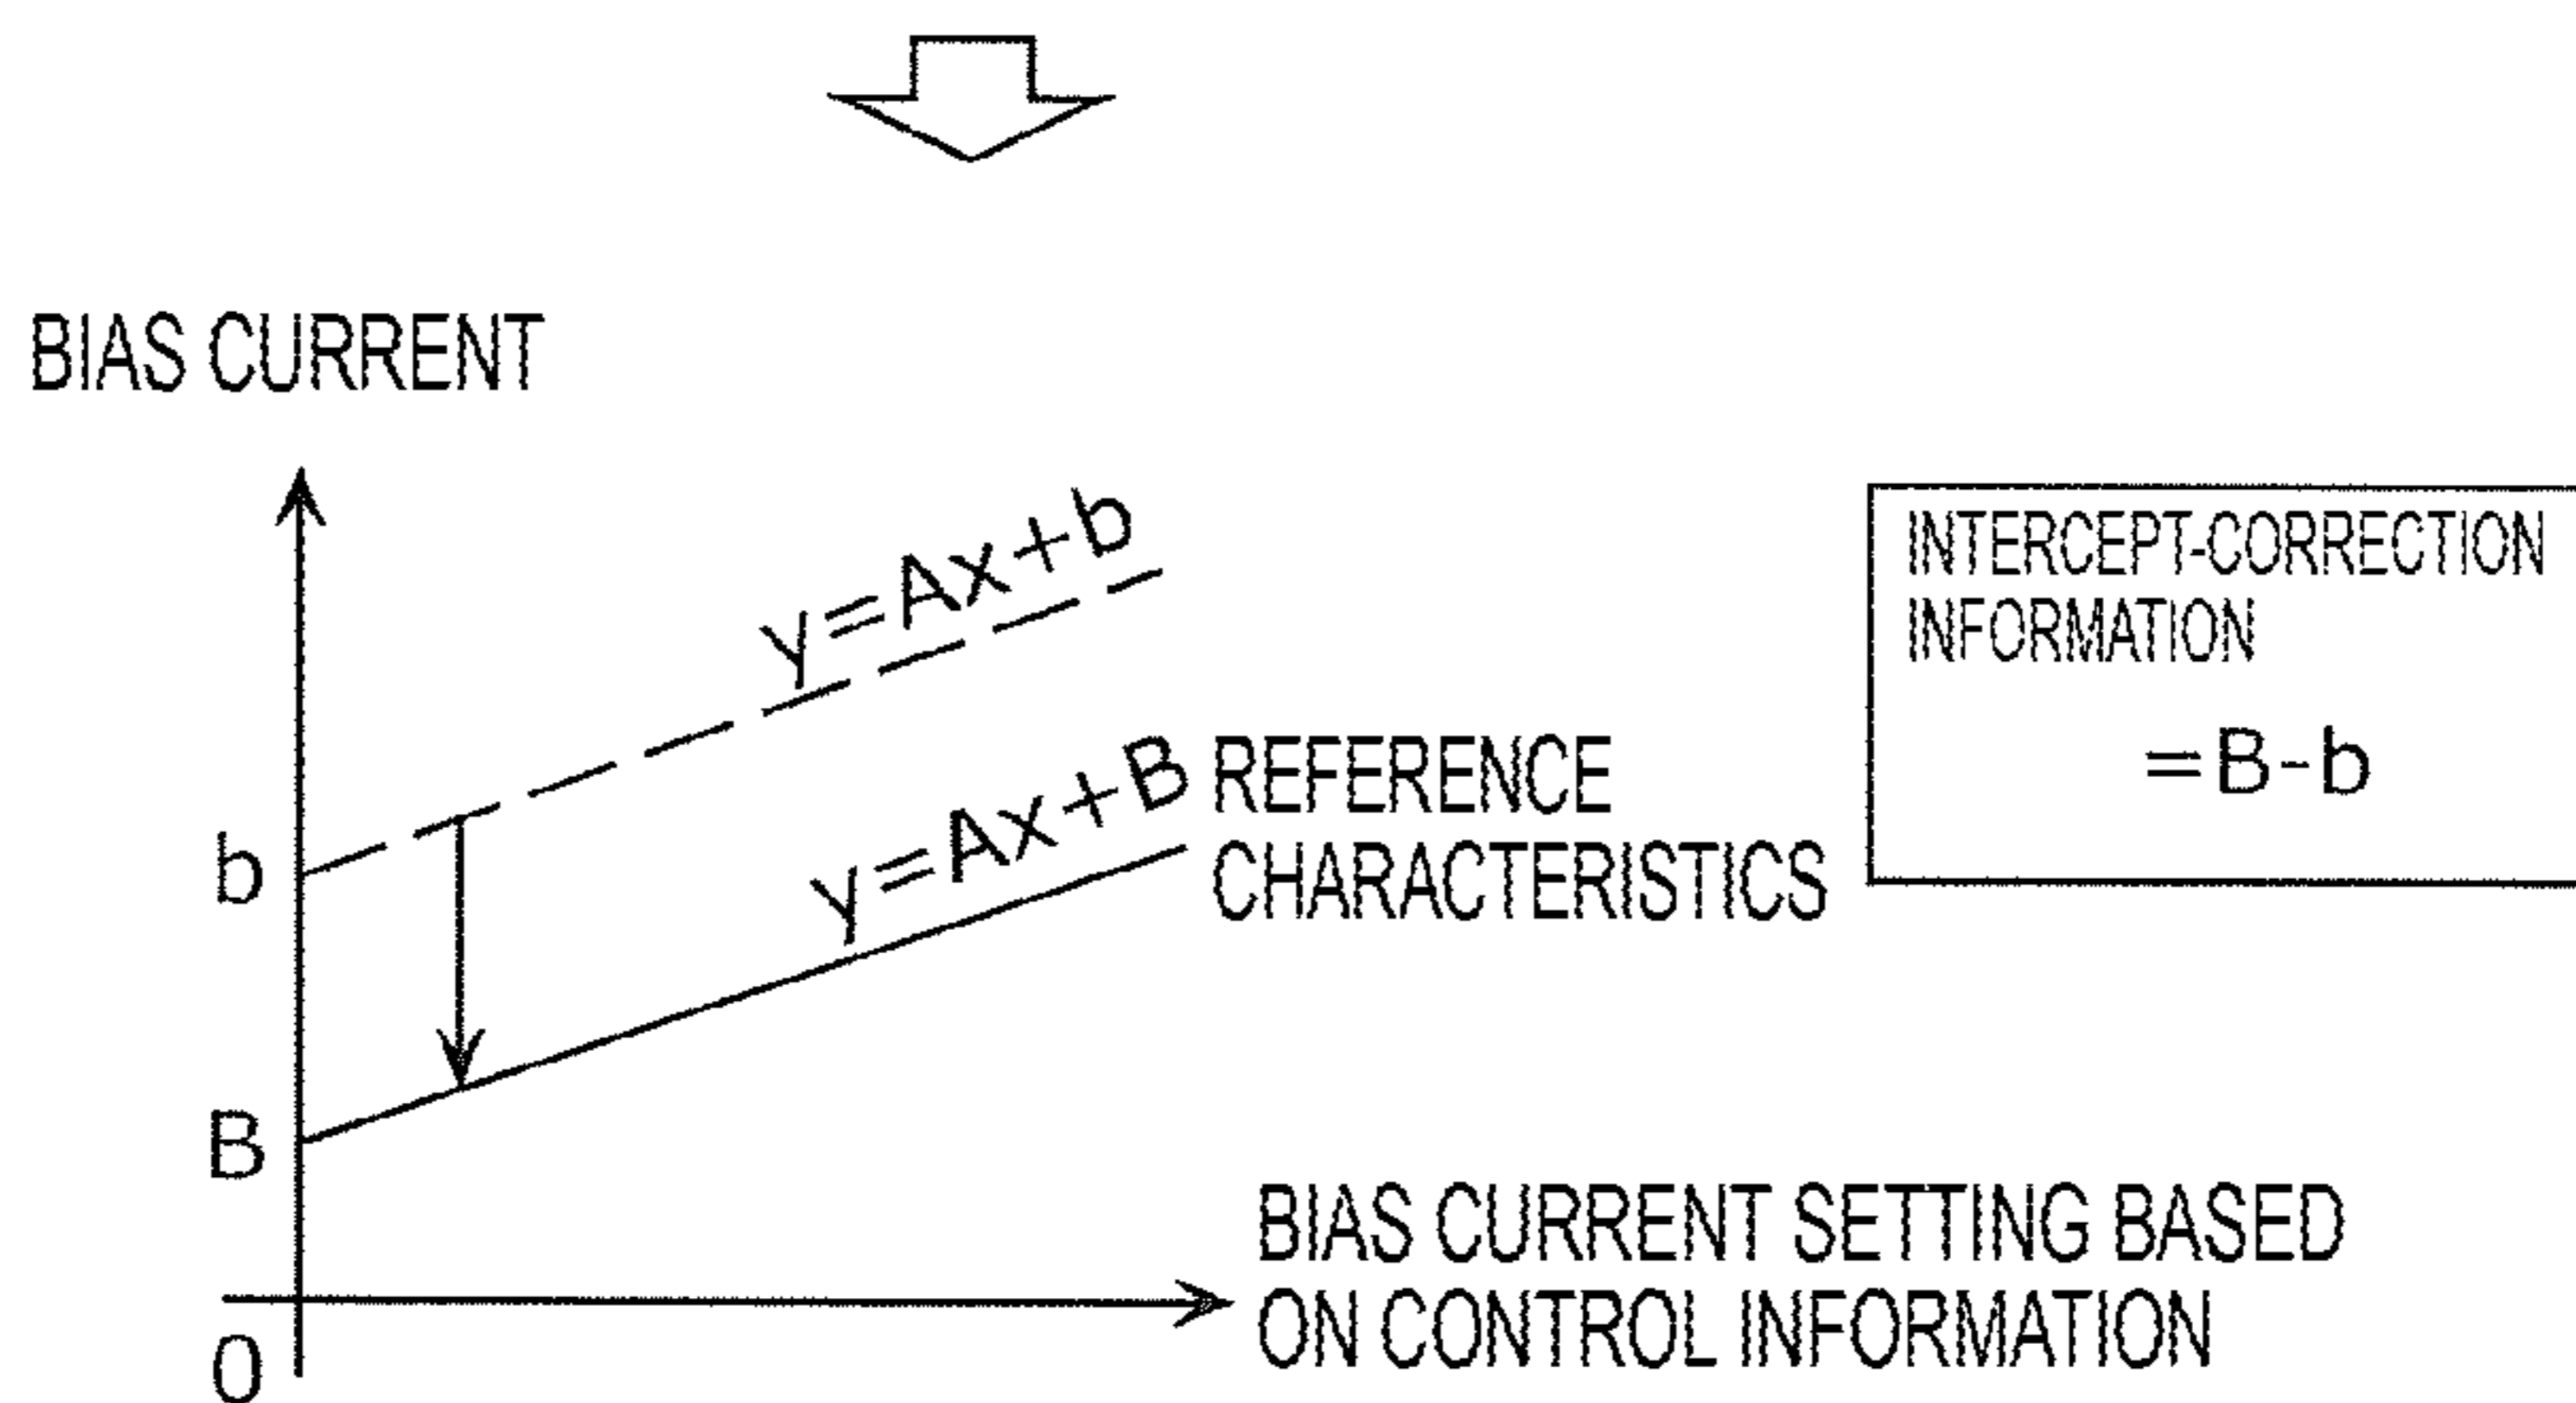 BIAS CURRENT
y=Ax+b
INTERCEPT-CORRECTION
INFORMATION
=B-b
y=Ax+B
REFERENCE
CHARACTERISTICS
b
B
BIAS CURRENT SETTING BASED
ON CONTROL INFORMATION
0